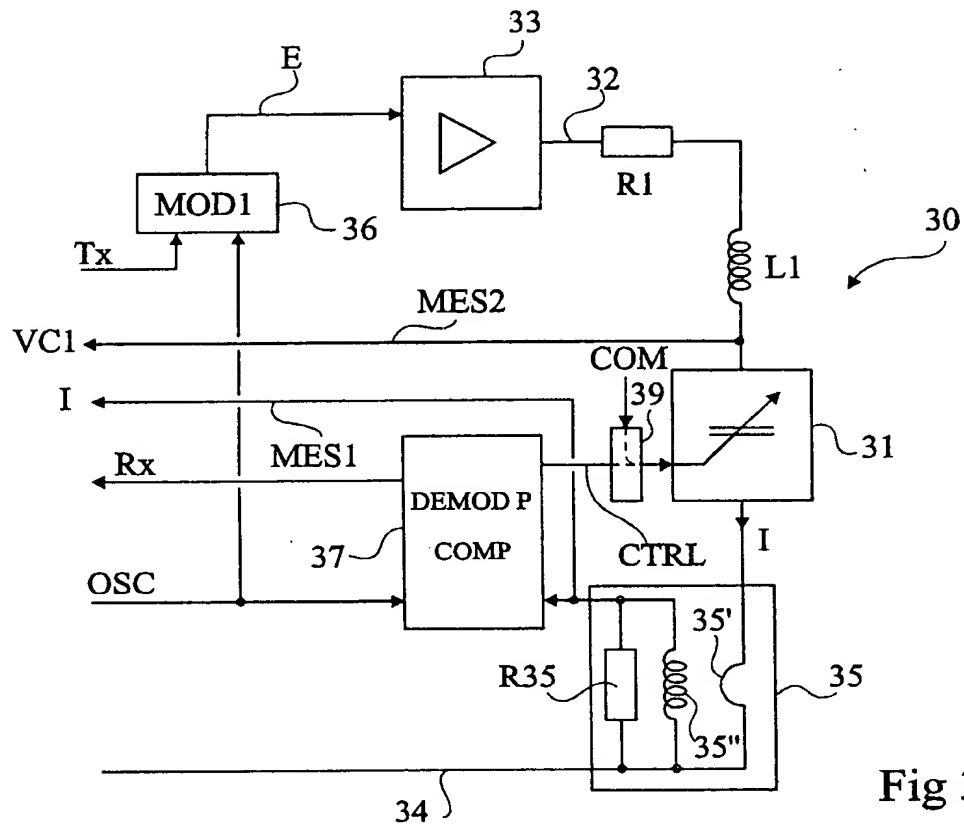 33
E
32
MOD1
36
R1
Tx
L1
30
MES2
VC1
COM
39
I
31
MES1
Rx
DEMOD P
COMP
37
CTRL
I
OSC
35'
R35
35
35"
34
Fig